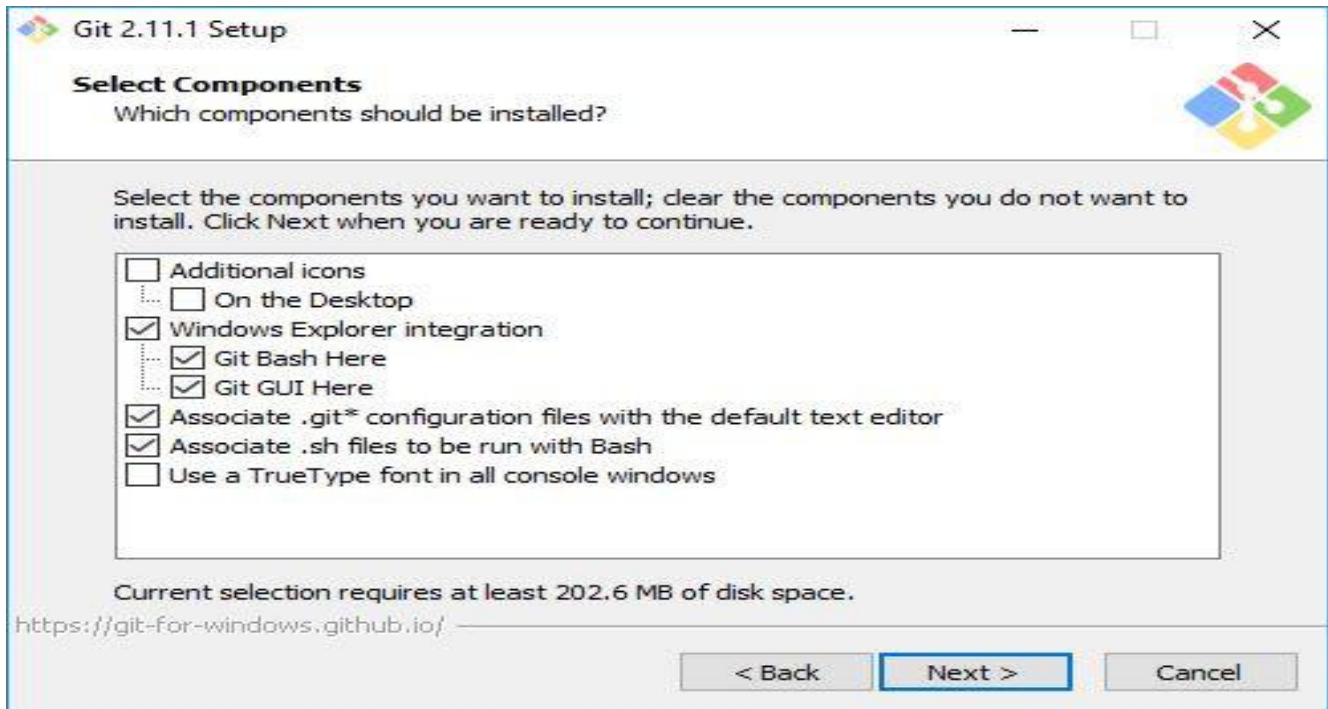 Git 2.11.1 Setup
Select Components
Which components should be installed?
Select the components you want to install; clear the components you do not want to
install. Click Next when you are ready to continue.
Additional icons
On the Desktop
Windows Explorer integration
Git Bash Here
Git GUI Here
Associate .git* configuration files with the default text editor
Associate .sh files to be run with Bash
Use a TrueType font in all console windows
Current selection requires at least 202.6 MB of disk space.
https://git-for-windows.github.io/
< Back Next > Cancel